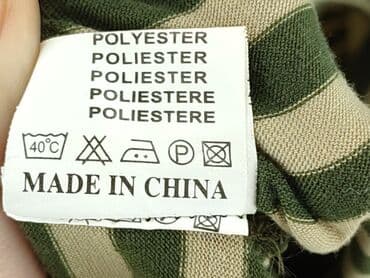 POLYESTER
POLIESTER
POLIESTER
POLIESTERE
POLIESTERE
40°C P
MADE IN CHINA